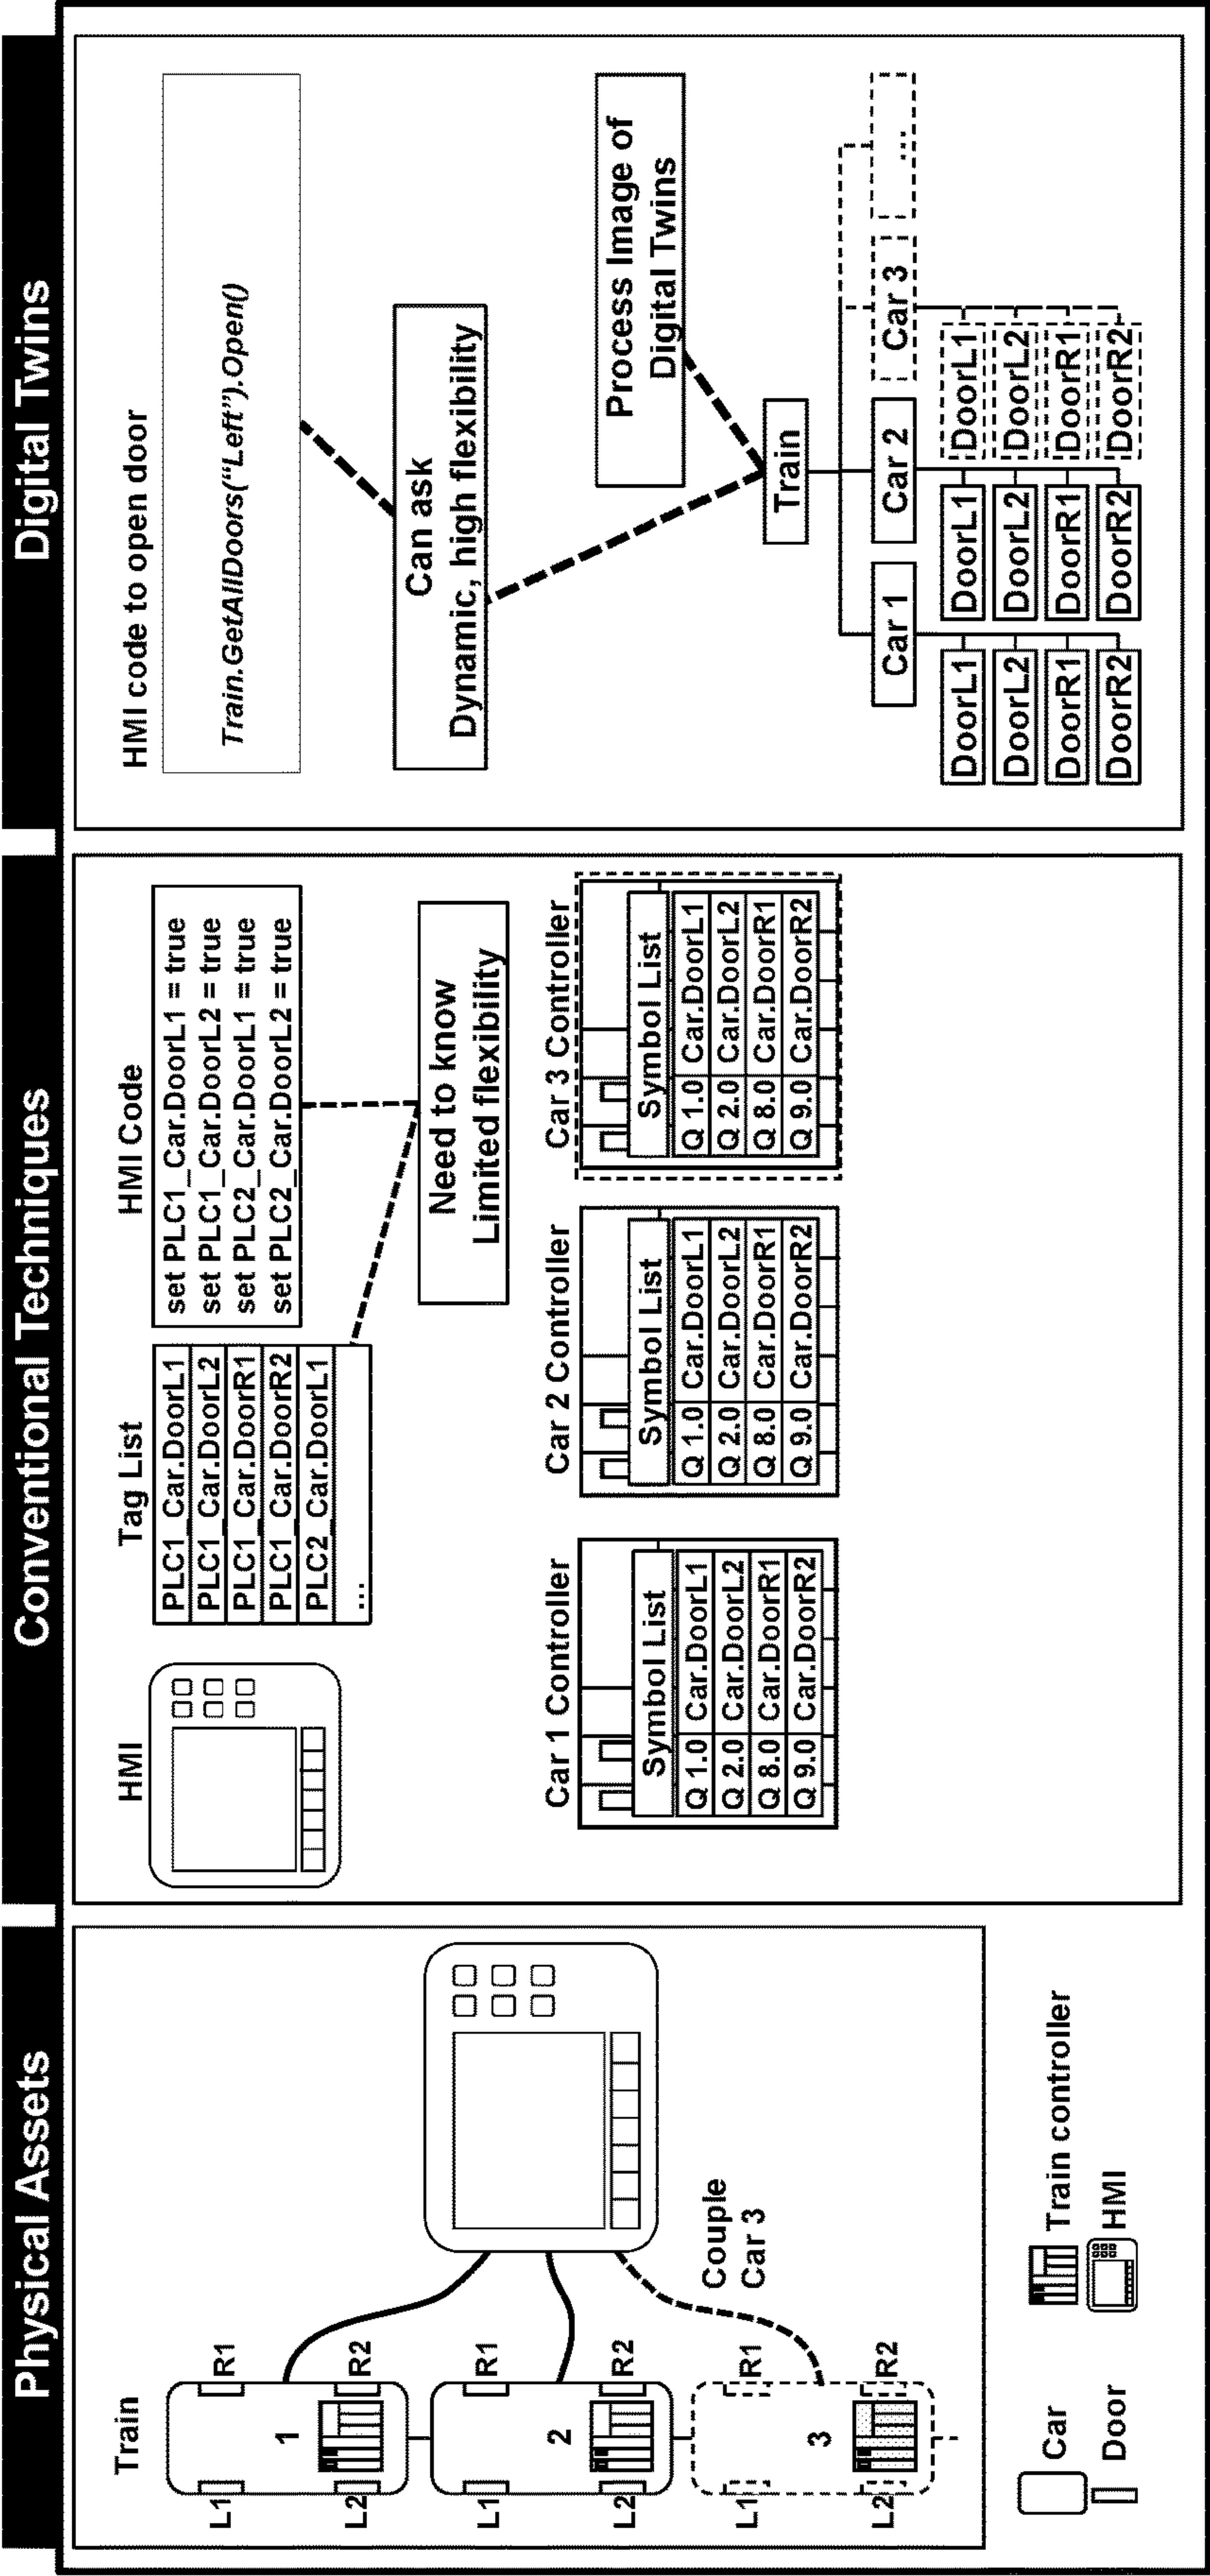 Physical Assets
Train
L1
R1
1
L2
R2
L1
R1
2
L2
R2
L1
R1
3
L2
R2
Couple
Car 3
Car
Door
Train controller
HMI
Conventional Techniques
HMI
Tag List
PLC1_Car.DoorL1
PLC1_Car.DoorL2
PLC1_Car.DoorR1
PLC1_Car.DoorR2
PLC2_Car.DoorL1
...
HMI Code
set PLC1_Car.DoorL1 = true
set PLC1_Car.DoorL2 = true
set PLC2_Car.DoorL1 = true
set PLC2_Car.DoorL2 = true
Need to know
Limited flexibility
Car 1 Controller
Symbol List
Q 1.0 Car.DoorL1
Q 2.0 Car.DoorL2
Q 8.0 Car.DoorR1
Q 9.0 Car.DoorR2
Car 2 Controller
Symbol List
Q 1.0 Car.DoorL1
Q 2.0 Car.DoorL2
Q 8.0 Car.DoorR1
Q 9.0 Car.DoorR2
Car 3 Controller
Symbol List
Q 1.0 Car.DoorL1
Q 2.0 Car.DoorL2
Q 8.0 Car.DoorR1
Q 9.0 Car.DoorR2
Digital Twins
HMI code to open door
Train.GetAllDoors(“Left”).Open()
Can ask
Dynamic, high flexibility
Process Image of
Digital Twins
Train
Car 1
Car 2
Car 3
...
DoorL1
DoorL2
DoorR1
DoorR2
DoorL1
DoorL2
DoorR1
DoorR2
DoorL1
DoorL2
DoorR1
DoorR2